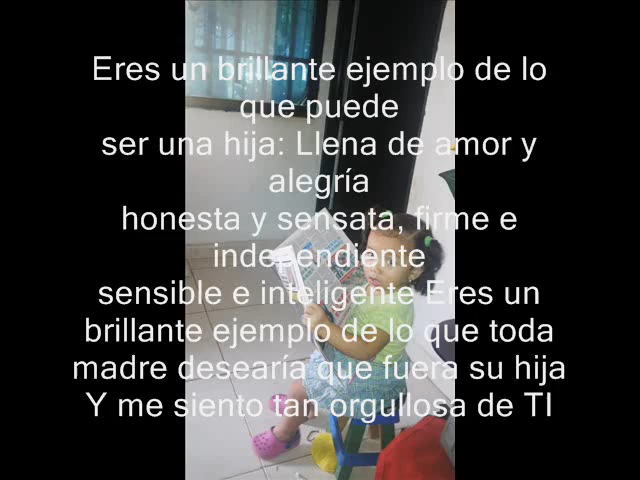 Eres un brillante ejemplo de lo
que puede
ser una hija: Llena de amor y
alegría
honesta y sensata, firme e
independiente
sensible e inteligente Eres un
brillante ejemplo de lo que toda
madre desearía que fuera su hija
Y me siento tan orgullosa de TI